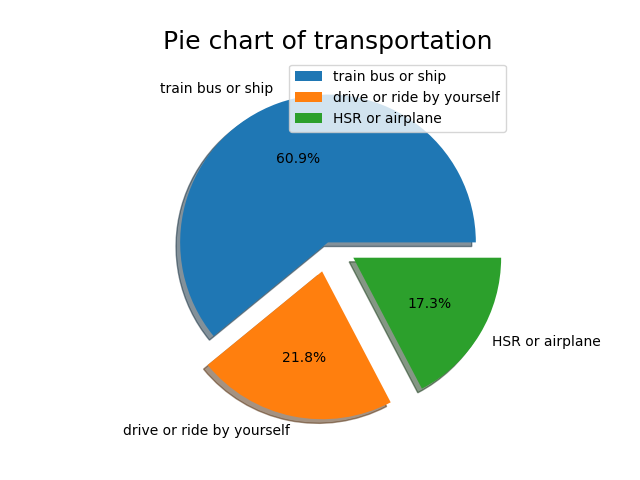 Pie chart of transportation
train bus or ship
train bus or ship
drive or ride by yourself
HSR or airplane
60.9%
17.3%
HSR or airplane
21.8%
drive or ride by yourself